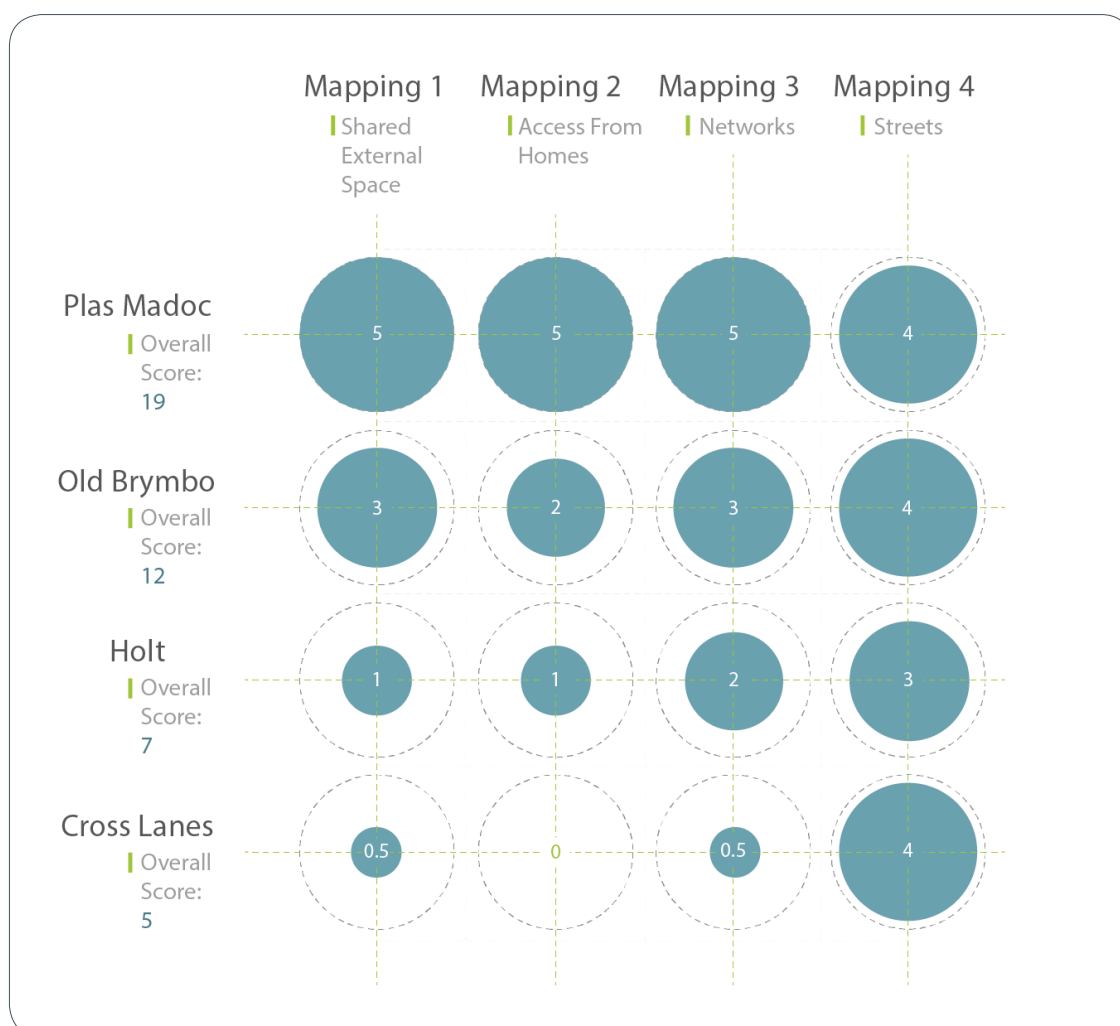 Mapping 1 Mapping 2 Mapping 3 Mapping 4
Shared External Space
Access From Homes
Networks
Streets
Plas Madoc
Overall
Score:
19
5 5 5 4
Old Brymbo
Overall
Score:
12
3 2 3 4
Holt
Overall
Score:
7
1 1 2 3
Cross Lanes
Overall
Score:
5
0.5 0 0.5 4